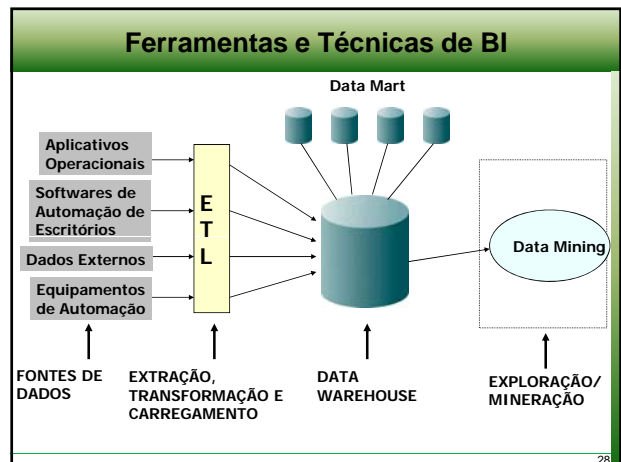 Ferramentas e Técnicas de BI
Data Mart
Aplicativos
Operacionais
Softwares de
Automação de
Escritórios
Dados Externos
Equipamentos
de Automação
E
T
L
Data Mining
FONTES DE
DADOS
EXTRAÇÃO,
TRANSFORMAÇÃO E
CARREGAMENTO
DATA
WAREHOUSE
EXPLORAÇÃO/
MINERAÇÃO
28